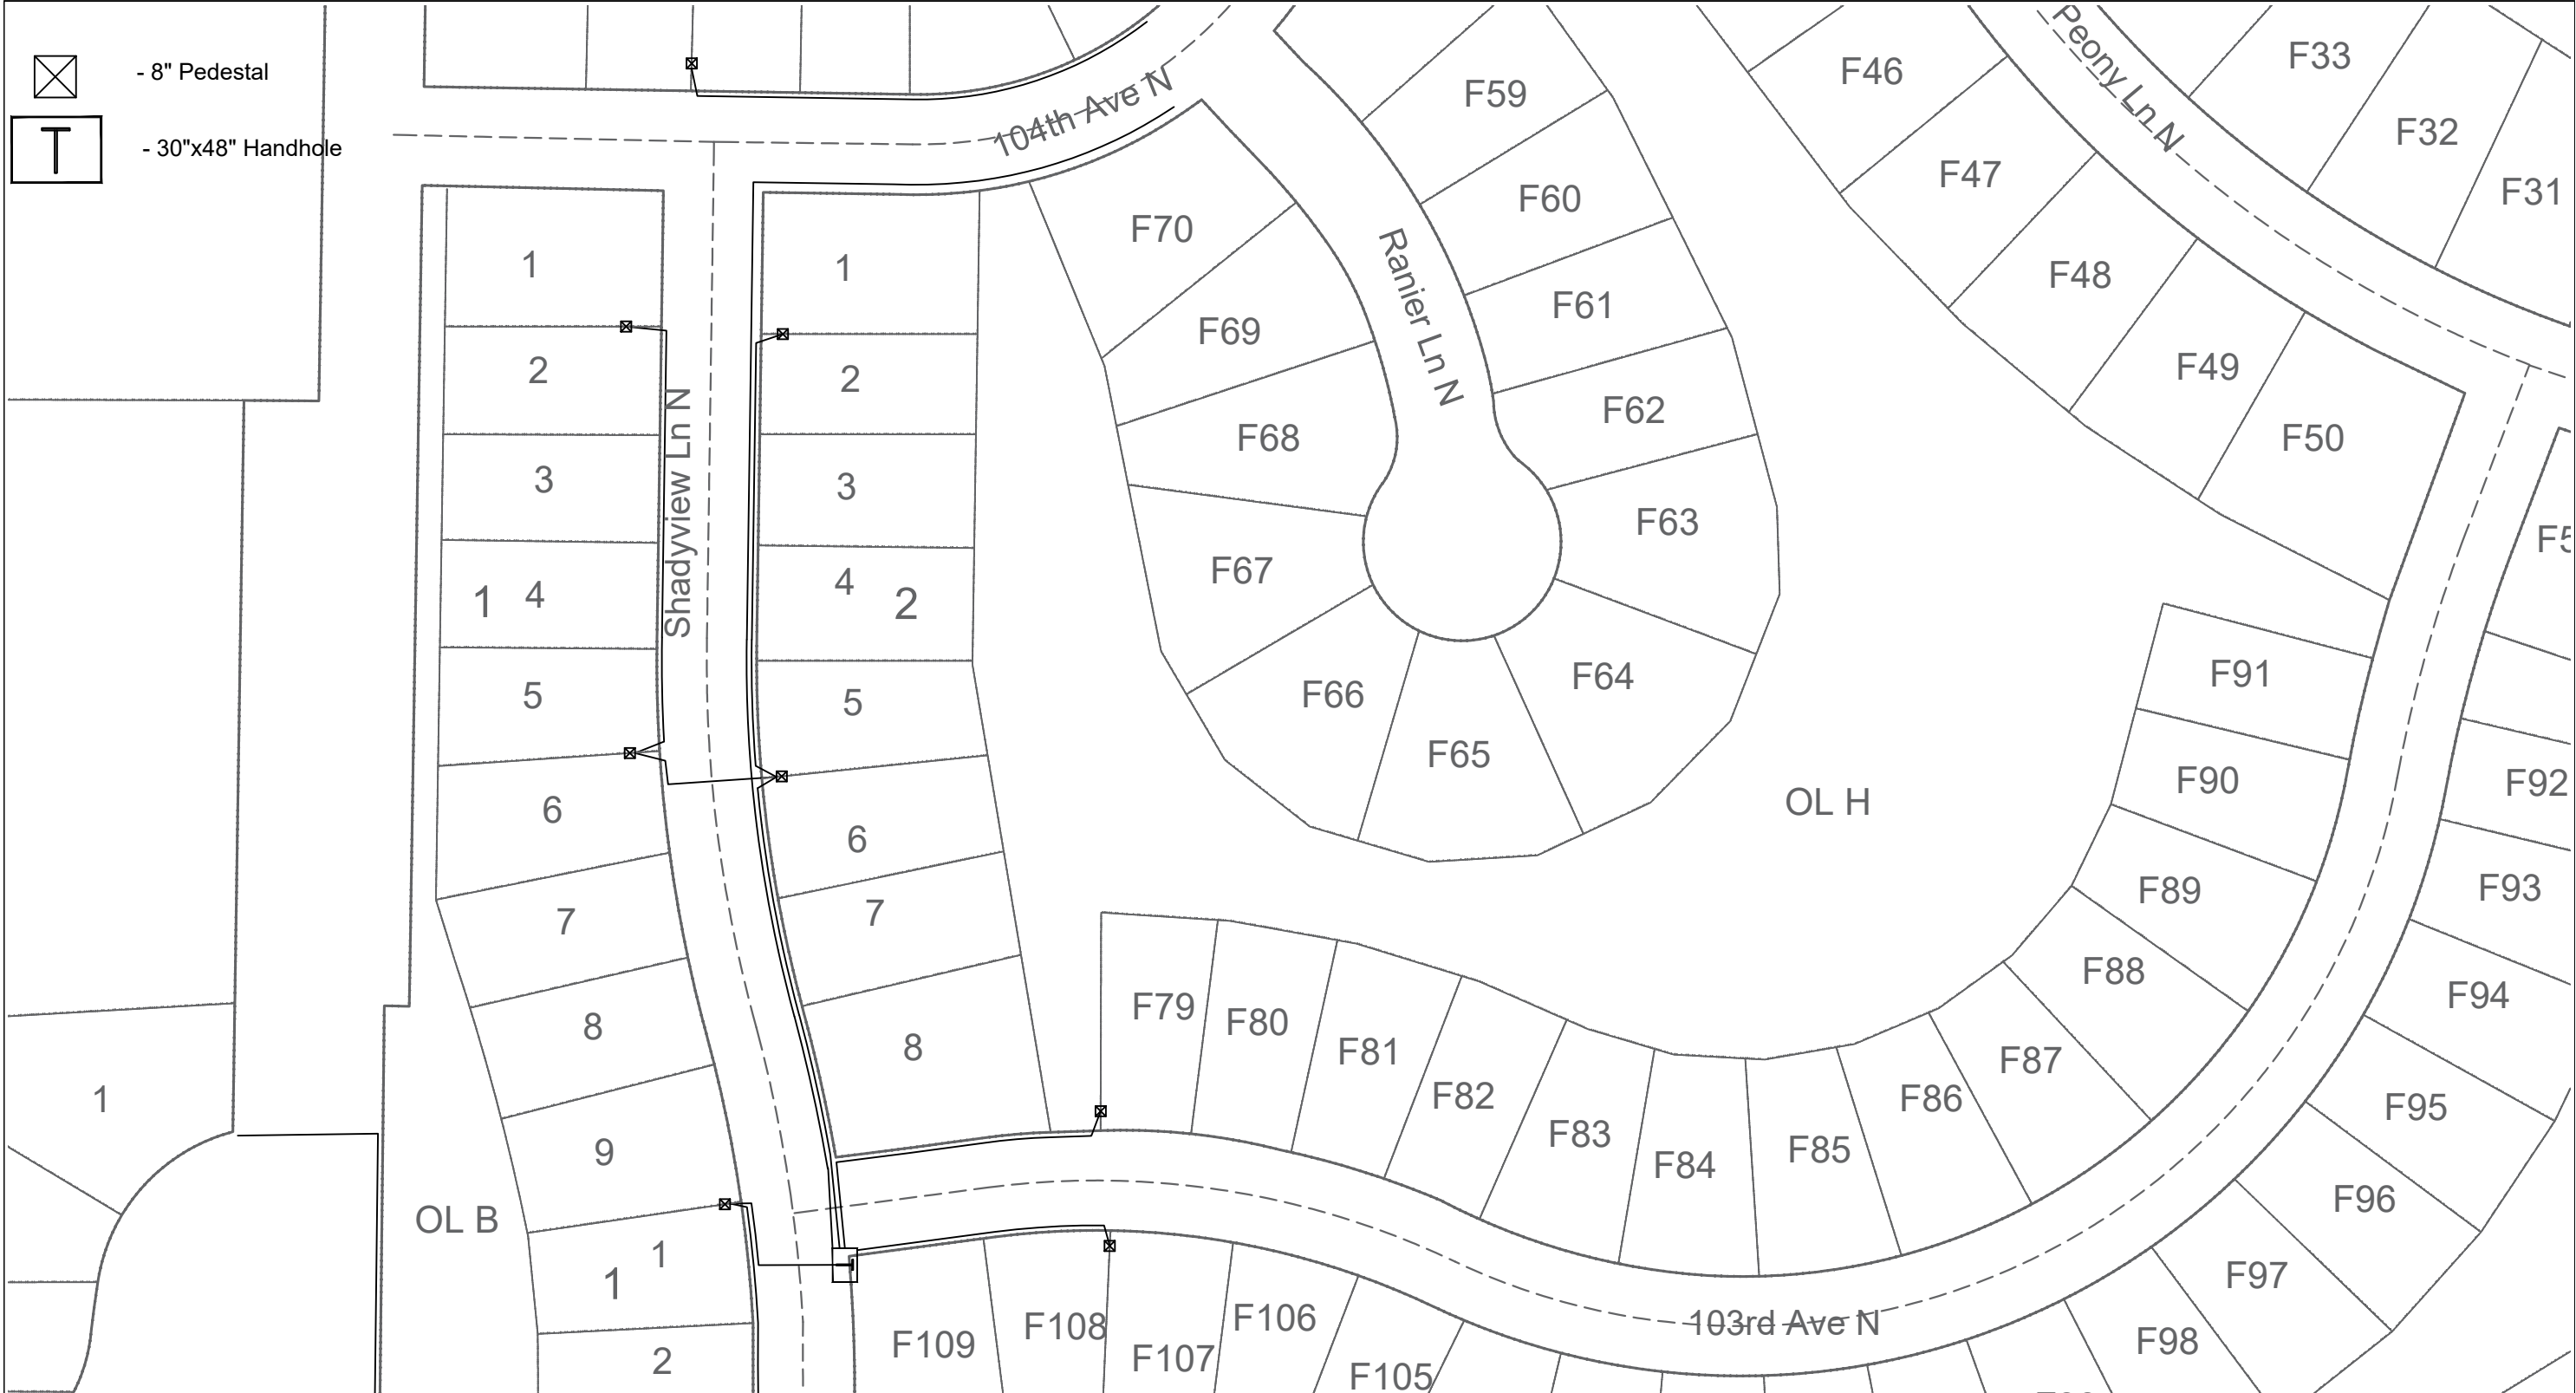 - 8" Pedestal
T
- 30"x48" Handhole
104th Ave N
Peony Ln N
Ranier Ln N
Shadyview Ln N
103rd Ave N
F33
F32
F31
F46
F47
F48
F49
F50
F59
F60
F61
F62
F63
F64
F65
F66
F67
F68
F69
F70
1
2
3
1 4
5
6
7
8
9
1
1
2
1
2
3
4 2
5
6
7
8
1
OL B
OL H
F79
F80
F81
F82
F83
F84
F85
F86
F87
F88
F89
F90
F91
F92
F93
F94
F95
F96
F97
F98
F105
F106
F107
F108
F109